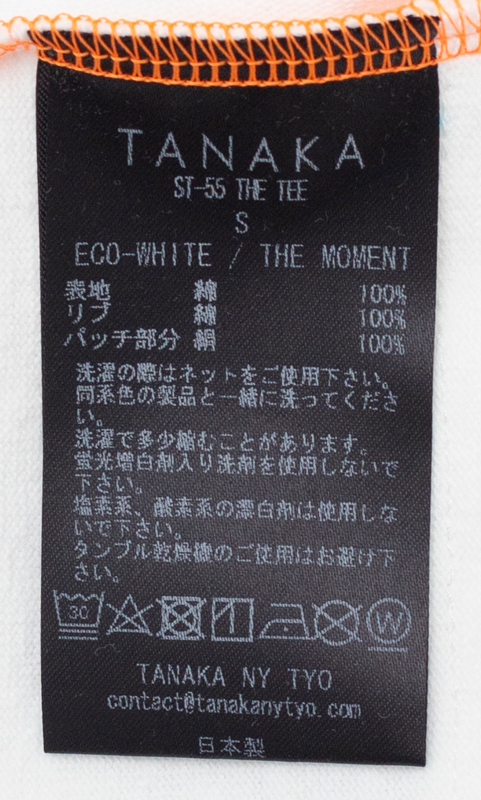 TANAKA
ST-55 THE TEE
S
ECO-WHITE / THE MOMENT
表地 綿 100%
リブ 綿 100%
パッチ部分 絹 100%
洗濯の際はネットをご使用下さい。
同系色の製品と一緒に洗ってくださ
い。
洗濯で多少縮むことがあります。
蛍光増白剤入り洗剤を使用しないで
下さい。
塩素系、酸素系の漂白剤は使用しな
いで下さい。
タンブル乾燥機のご使用はお避け下
さい。
30 W
TANAKA NY TYO
contact@tanakanytyo.com
日本製